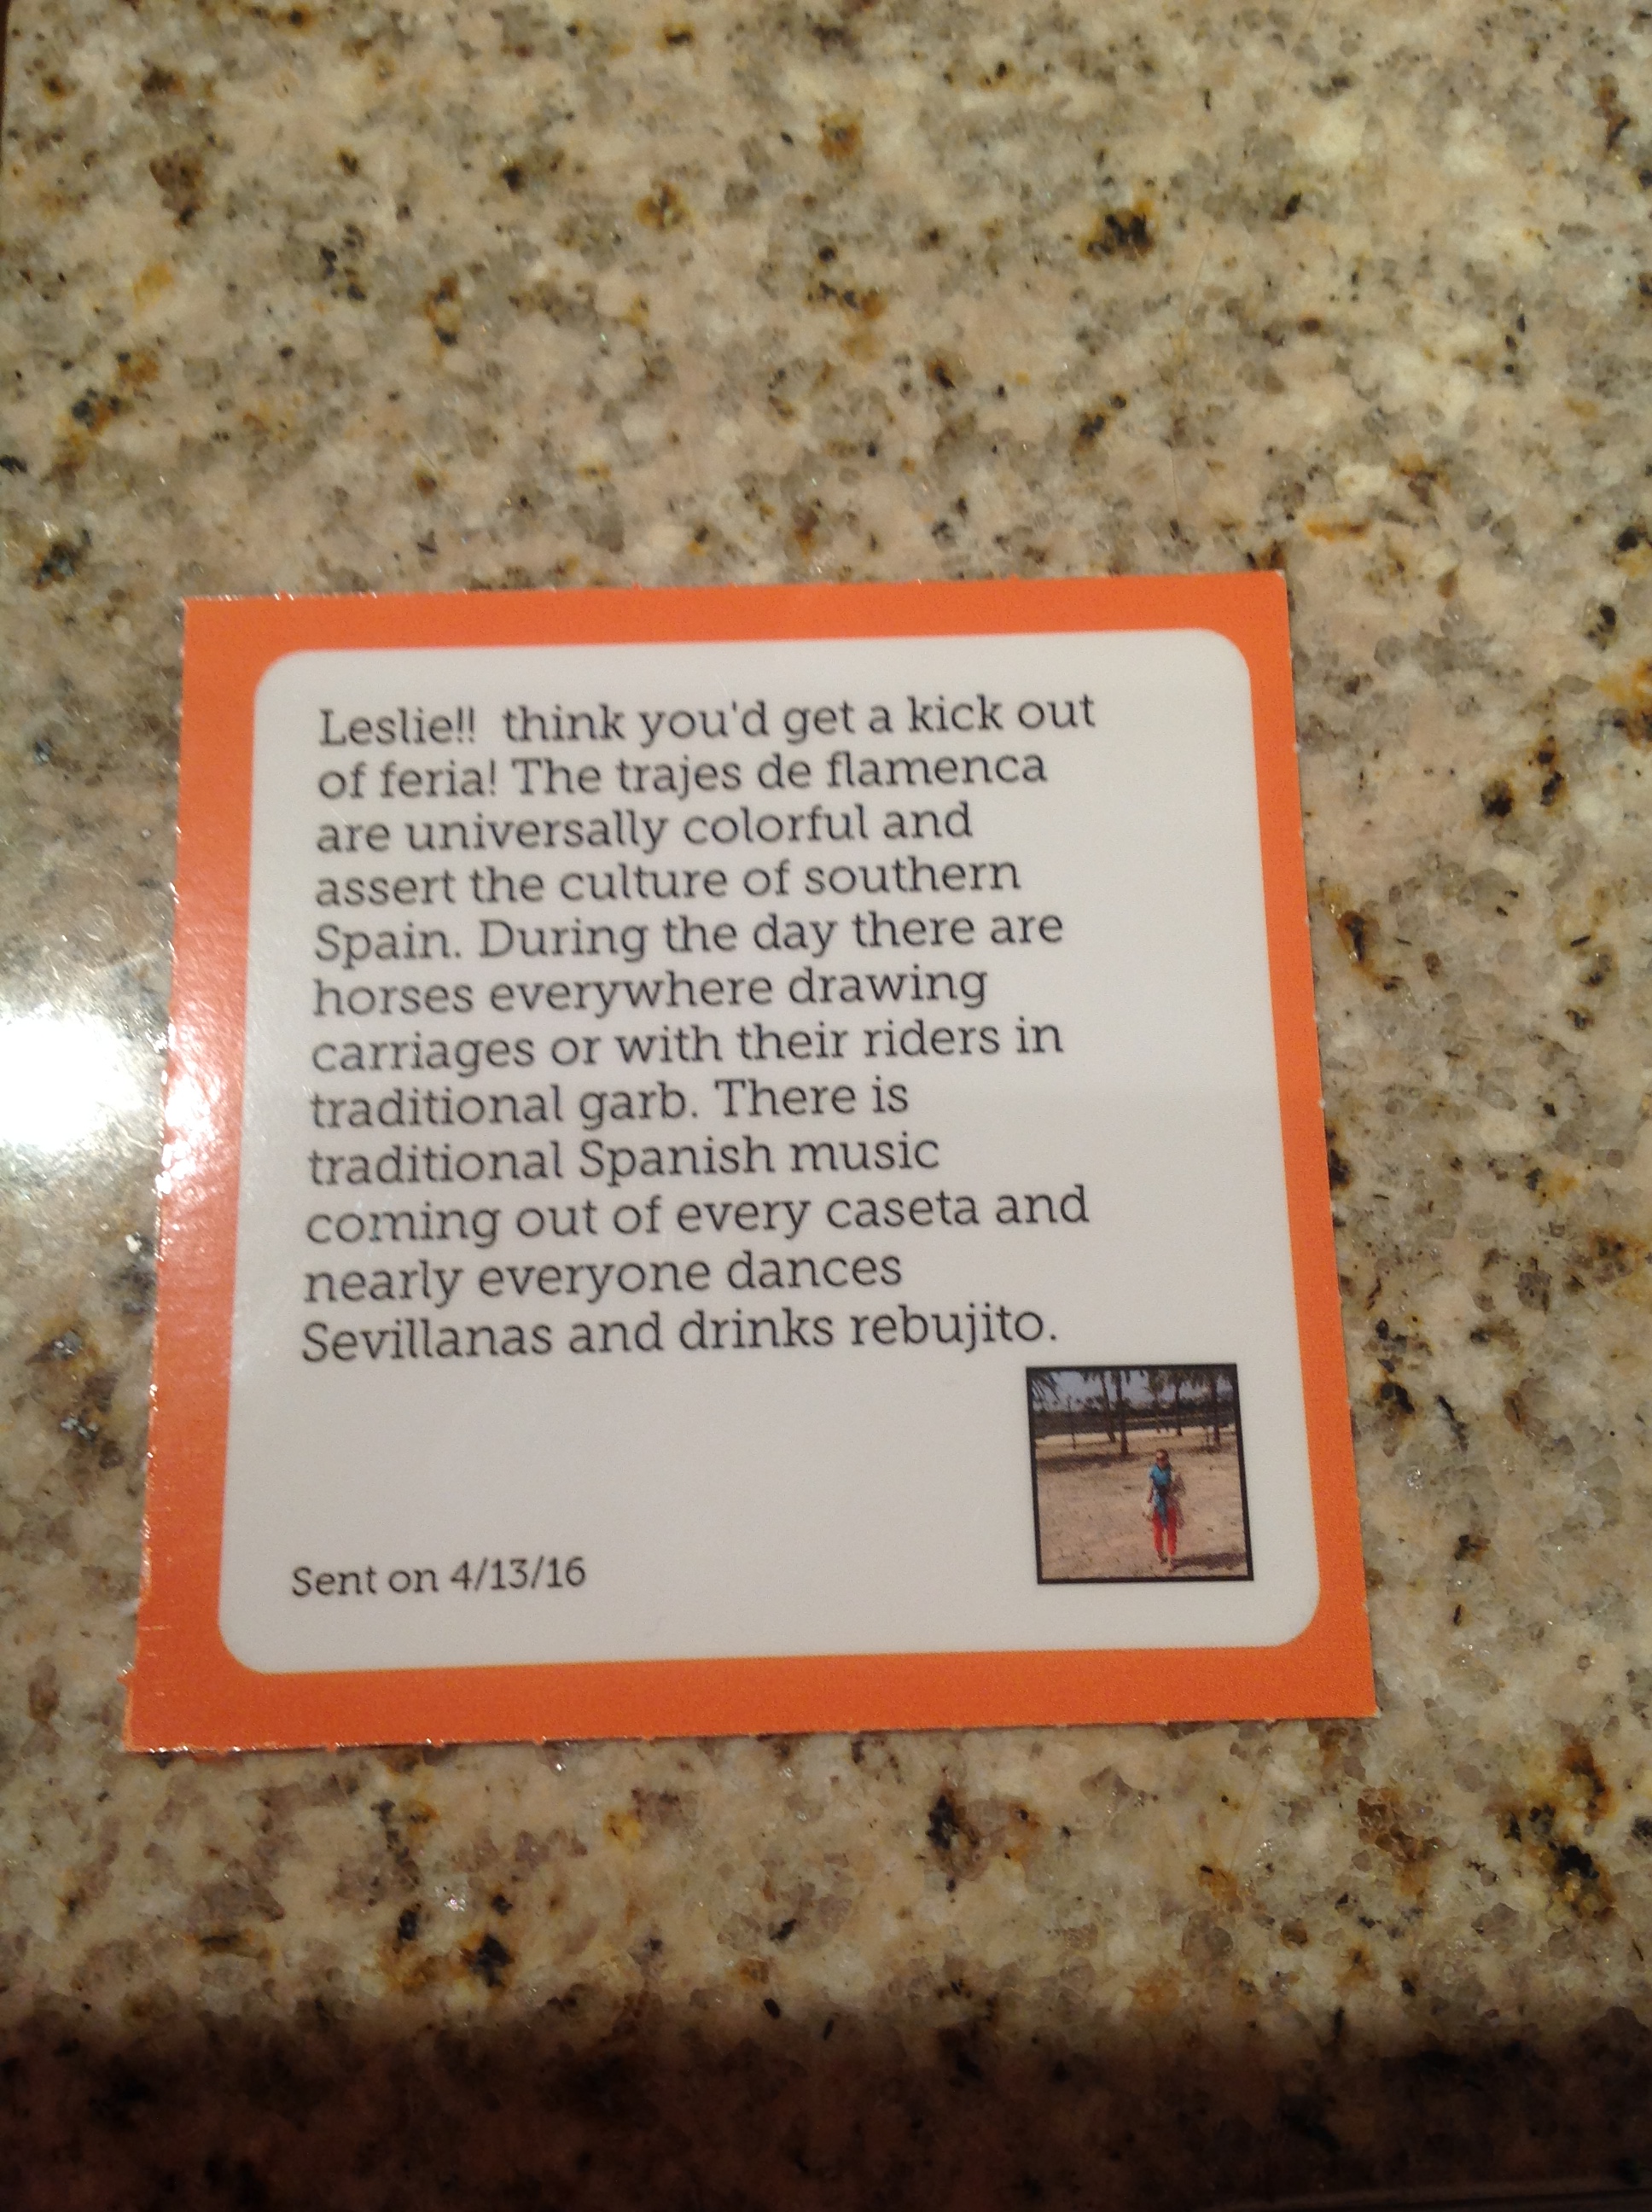 Leslie!!  think you'd get a kick out
of feria! The trajes de flamenca
are universally colorful and
assert the culture of southern
Spain. During the day there are
horses everywhere drawing
carriages or with their riders in
traditional garb. There is
traditional Spanish music
coming out of every caseta and
nearly everyone dances
Sevillanas and drinks rebujito.
Sent on 4/13/16